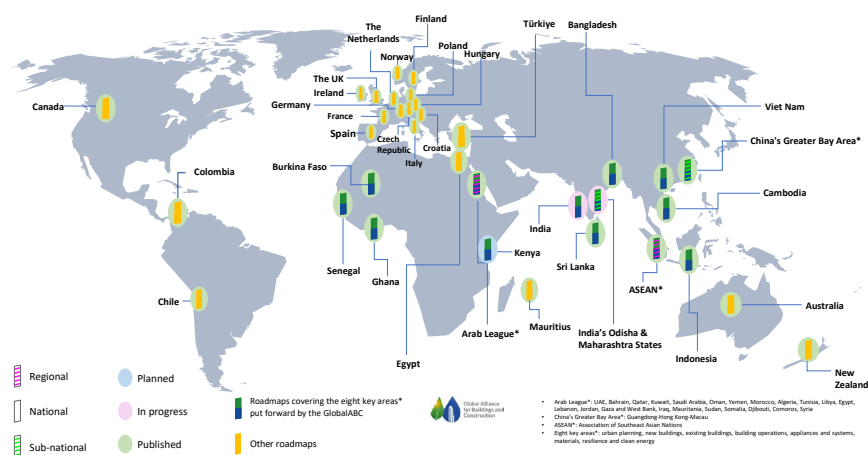 Finland
The
Netherlands
Türkiye
Bangladesh
Norway
Poland
Hungary
The UK
Ireland
Canada
Germany
Viet Nam
France
Spain
Czech
Republic
Croatia
Italy
China's Greater Bay Area*
Burkina Faso
Colombia
Cambodia
India
Kenya
Senegal
Ghana
Sri Lanka
ASEAN*
Chile
Mauritius
Arab League*
India's Odisha &
Maharashtra States
Australia
Egypt
Indonesia
New
Zealand
Regional
National
Sub-national
Planned
In progress
Published
Roadmaps covering the eight key areas*
put forward by the GlobalABC
Other roadmaps
Global Alliance
for Buildings and
Construction
• Arab League*: UAE, Bahrain, Qatar, Kuwait, Saudi Arabia, Oman, Yemen, Morocco, Algeria, Tunisia, Libya, Egypt,
Lebanon, Jordan, Gaza and West Bank, Iraq, Mauritania, Sudan, Somalia, Djibouti, Comoros, Syria
• China's Greater Bay Area*: Guangdong-Hong Kong-Macau
• ASEAN*: Association of Southeast Asian Nations
• Eight key areas*: urban planning, new buildings, existing buildings, building operations, appliances and systems,
materials, resilience and clean energy